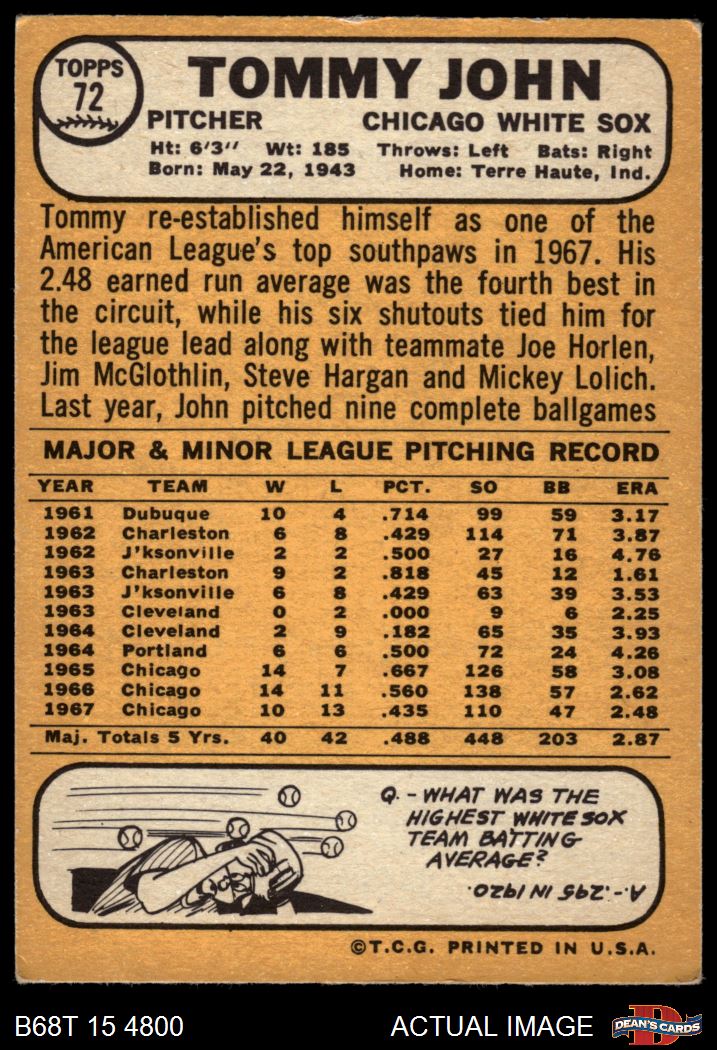 TOPPS
72
TOMMY JOHN
PITCHER CHICAGO WHITE SOX
Ht: 6'3'' Wt: 185 Throws: Left Bats: Right
Born: May 22, 1943 Home: Terre Haute, Ind.
Tommy re-established himself as one of the
American League's top southpaws in 1967. His
2.48 earned run average was the fourth best in
the circuit, while his six shutouts tied him for
the league lead along with teammate Joe Horlen,
Jim McGlothlin, Steve Hargan and Mickey Lolich.
Last year, John pitched nine complete ballgames
MAJOR & MINOR LEAGUE PITCHING RECORD
YEAR TEAM W L PCT. SO BB ERA
1961 Dubuque 10 4 .714 99 59 3.17
1962 Charleston 6 8 .429 114 71 3.87
1962 J'ksonville 2 2 .500 27 16 4.76
1963 Charleston 9 2 .818 45 12 1.61
1963 J'ksonville 6 8 .429 63 39 3.53
1963 Cleveland 0 2 .000 9 6 2.25
1964 Cleveland 2 9 .182 65 35 3.93
1964 Portland 6 6 .500 72 24 4.26
1965 Chicago 14 7 .667 126 58 3.08
1966 Chicago 14 11 .560 138 57 2.62
1967 Chicago 10 13 .435 110 47 2.48
Maj. Totals 5 Yrs. 40 42 .488 448 203 2.87
Q.-WHAT WAS THE
HIGHEST WHITE SOX
TEAM BATTING
AVERAGE?
A.-.295 IN 1920.
©T.C.G. PRINTED IN U.S.A.
B68T 15 4800 ACTUAL IMAGE DEAN'S CARDS